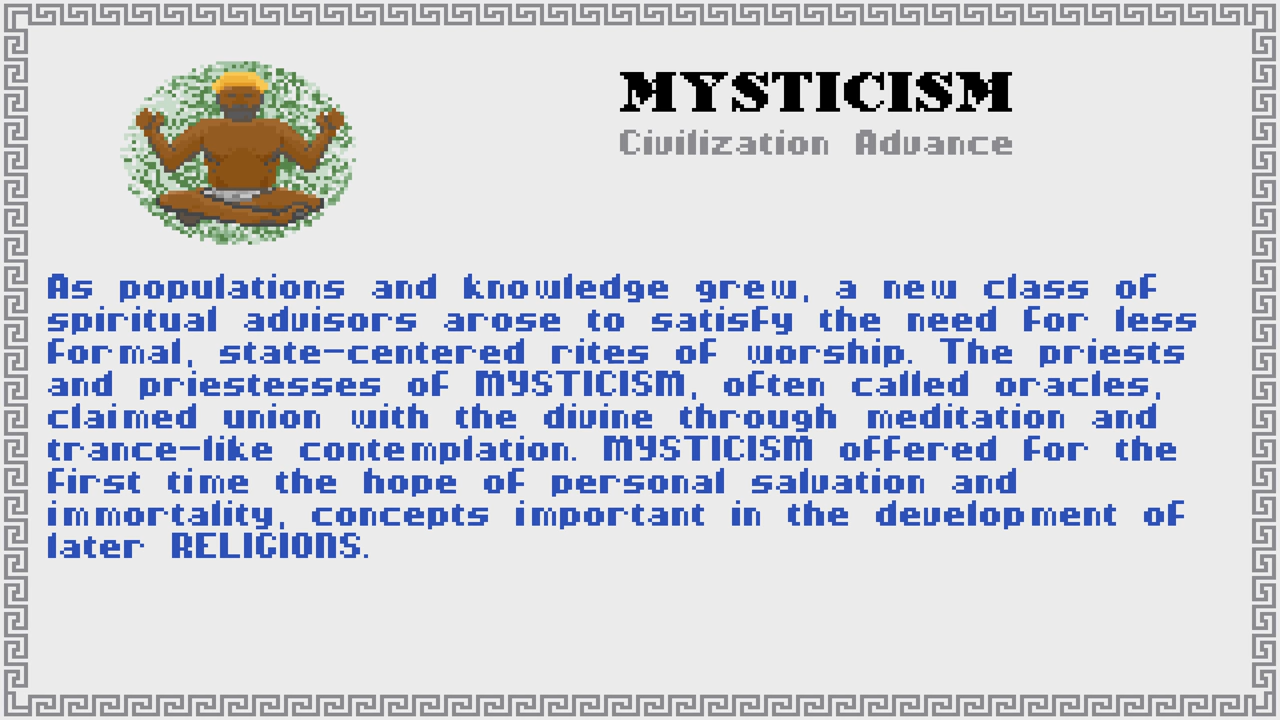 MYSTICISM
Civilization Advance
As populations and knowledge grew, a new class of
spiritual advisors arose to satisfy the need for less
formal, state-centered rites of worship. The priests
and priestesses of MYSTICISM, often called oracles,
claimed union with the divine through meditation and
trance-like contemplation. MYSTICISM offered for the
first time the hope of personal salvation and
immortality, concepts important in the development of
later RELIGIONS.